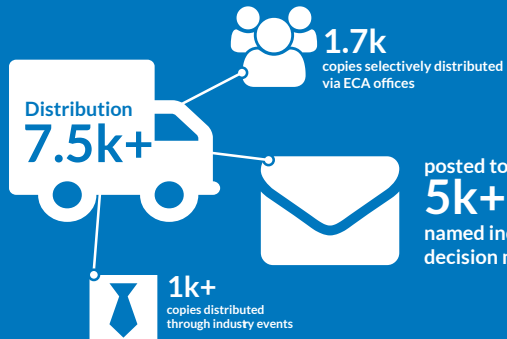 1.7k
copies selectively distributed
via ECA offices
Distribution
7.5k+
posted to
5k+
named
decision
1k+
copies distributed
through industry events